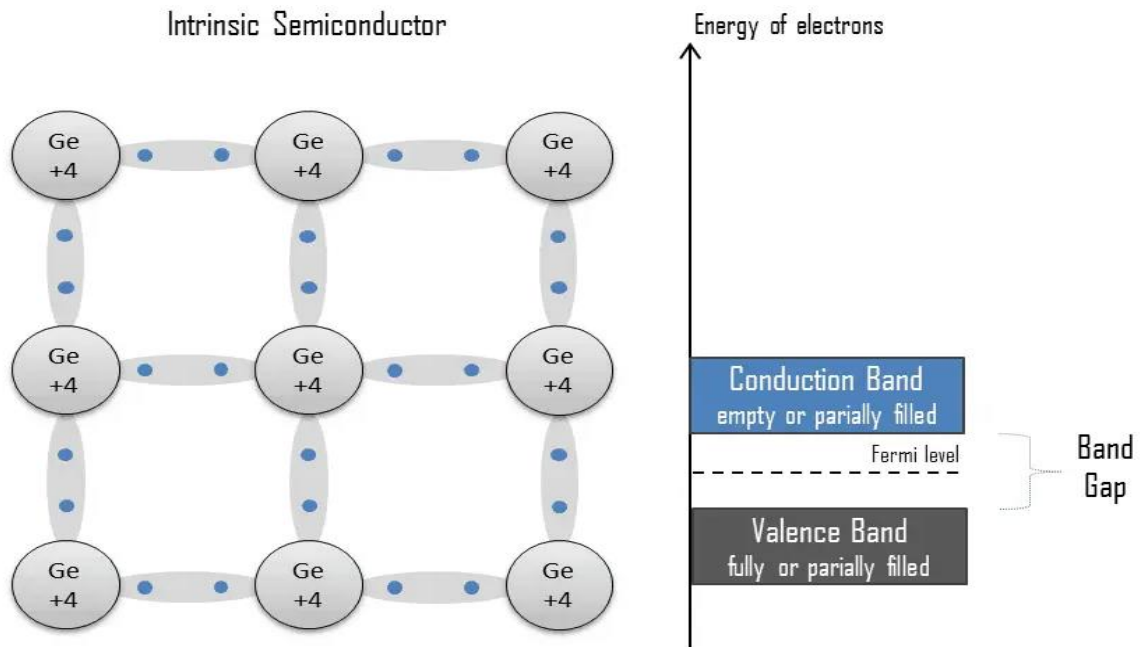 Intrinsic Semiconductor
Energy of electrons
Ge
+4
Ge
+4
Ge
+4
Ge
+4
Ge
+4
Ge
+4
Ge
+4
Ge
+4
Ge
+4
Conduction Band
empty or parially filled
Fermi level
Band
Gap
Valence Band
fully or parially filled